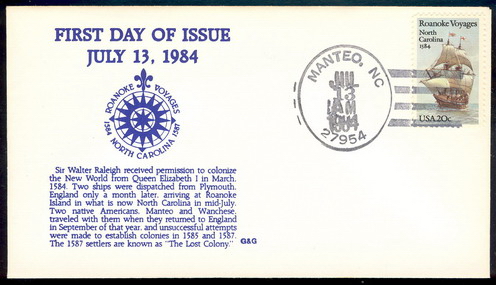 FIRST DAY OF ISSUE
JULY 13, 1984
ROANOKE VOYAGES
1584 NORTH CAROLINA 1587
Sir Walter Raleigh received permission to colonize
the New World from Queen Elizabeth I in March,
1584. Two ships were dispatched from Plymouth,
England only a month later, arriving at Roanoke
Island in what is now North Carolina in mid-July.
Two native Americans, Manteo and Wanchese,
traveled with them when they returned to England
in September of that year, and unsuccessful attempts
were made to establish colonies in 1585 and 1587.
The 1587 settlers are known as "The Lost Colony."
G&G
MANTEO, NC
JUL
13
AM
1984
27954
Roanoke Voyages
North
Carolina
1584
USA 20c